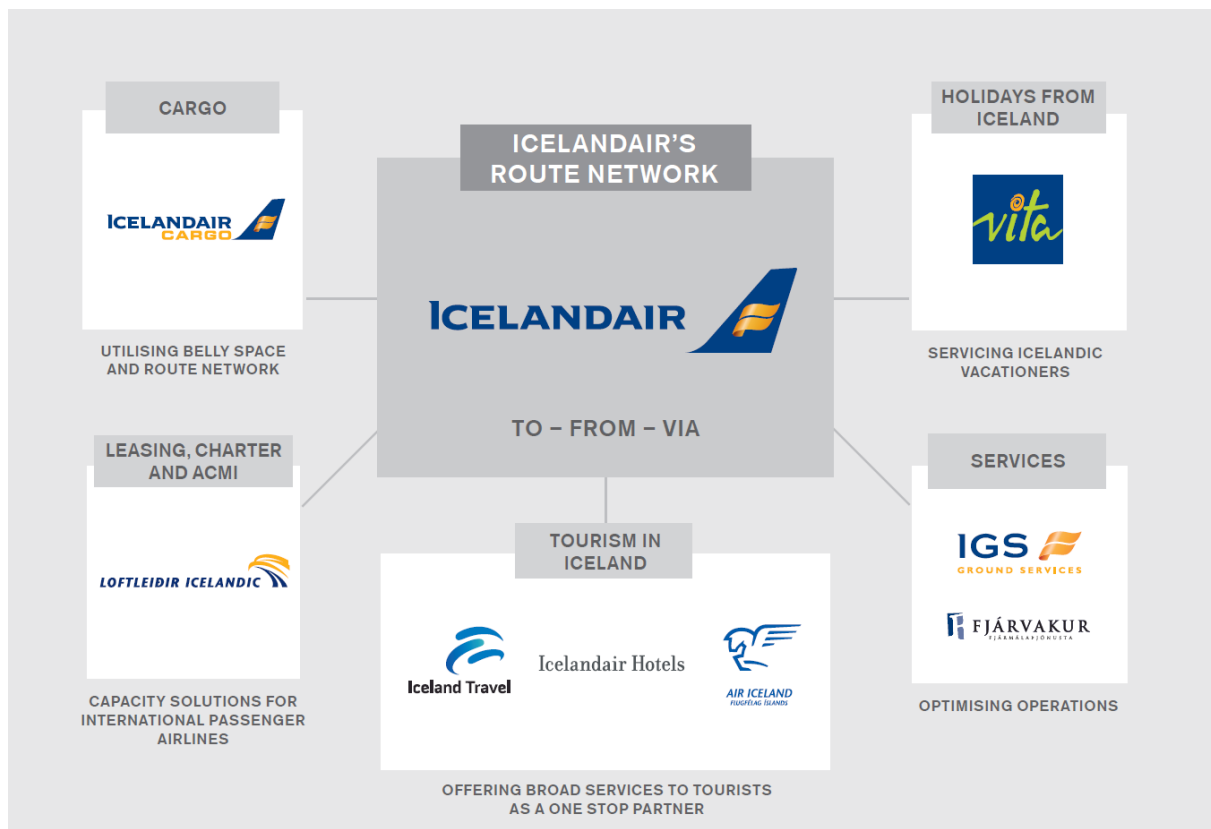 CARGO
ICELANDAIR
CARGO
UTILISING BELLY SPACE
AND ROUTE NETWORK
ICELANDAIR'S
ROUTE NETWORK
ICELANDAIR
TO – FROM – VIA
HOLIDAYS FROM
ICELAND
vita
SERVICING ICELANDIC
VACATIONERS
LEASING, CHARTER
AND ACMI
LOFTLEIÐIR ICELANDIC
CAPACITY SOLUTIONS FOR
INTERNATIONAL PASSENGER
AIRLINES
TOURISM IN
ICELAND
Iceland Travel
Icelandair Hotels
AIR ICELAND
FLUGFÉLAG ÍSLANDS
OFFERING BROAD SERVICES TO TOURISTS
AS A ONE STOP PARTNER
SERVICES
IGS
GROUND SERVICES
FJÁRVAKUR
FJÁRMÁLAÞJÓNUSTA
OPTIMISING OPERATIONS